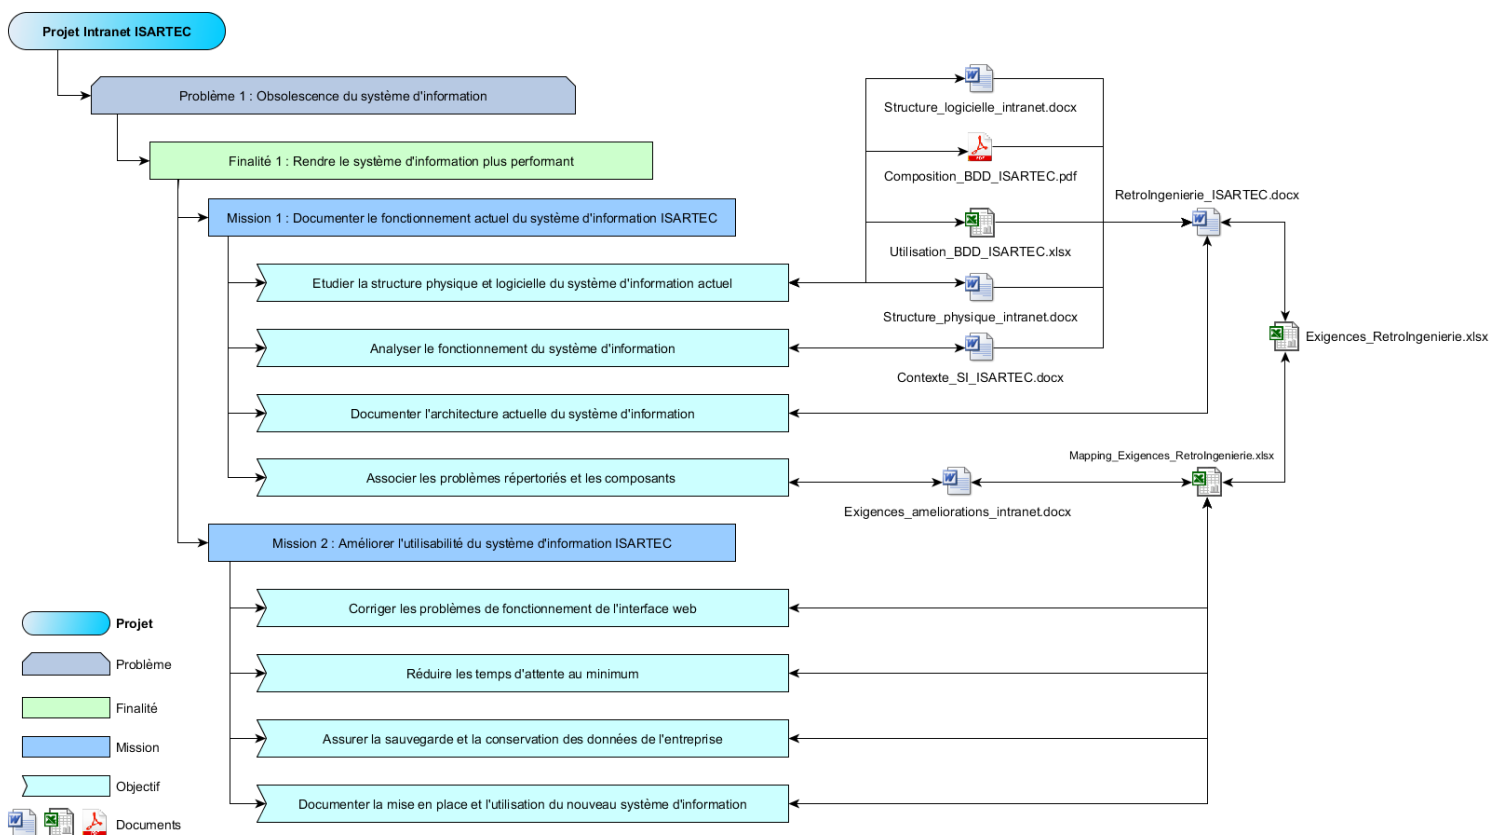 Projet Intranet ISARTEC
Problème 1 : Obsolescence du système d'information
Finalité 1 : Rendre le système d'information plus performant
Mission 1 : Documenter le fonctionnement actuel du système d'information ISARTEC
Etudier la structure physique et logicielle du système d'information actuel
Analyser le fonctionnement du système d'information
Documenter l'architecture actuelle du système d'information
Associer les problèmes répertoriés et les composants
Mission 2 : Améliorer l'utilisabilité du système d'information ISARTEC
Corriger les problèmes de fonctionnement de l'interface web
Réduire les temps d'attente au minimum
Assurer la sauvegarde et la conservation des données de l'entreprise
Documenter la mise en place et l'utilisation du nouveau système d'information
Structure_logicielle_intranet.docx
Composition_BDD_ISARTEC.pdf
Utilisation_BDD_ISARTEC.xlsx
Structure_physique_intranet.docx
Contexte_SI_ISARTEC.docx
RetroIngenierie_ISARTEC.docx
Exigences_RetroIngenierie.xlsx
Mapping_Exigences_RetroIngenierie.xlsx
Exigences_ameliorations_intranet.docx
Projet
Problème
Finalité
Mission
Objectif
Documents